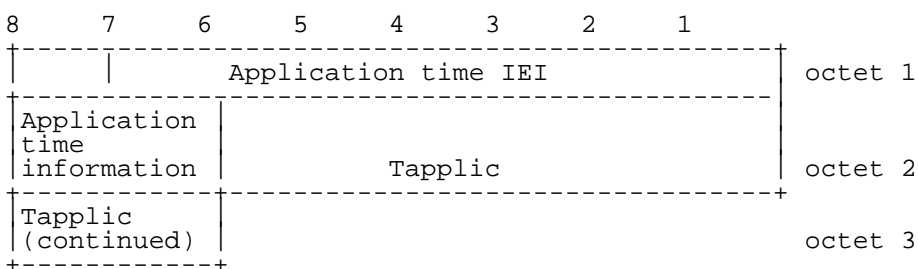 8 7 6 5 4 3 2 1
Application time IEI octet 1
Application
time
information Tapplic octet 2
Tapplic
(continued) octet 3